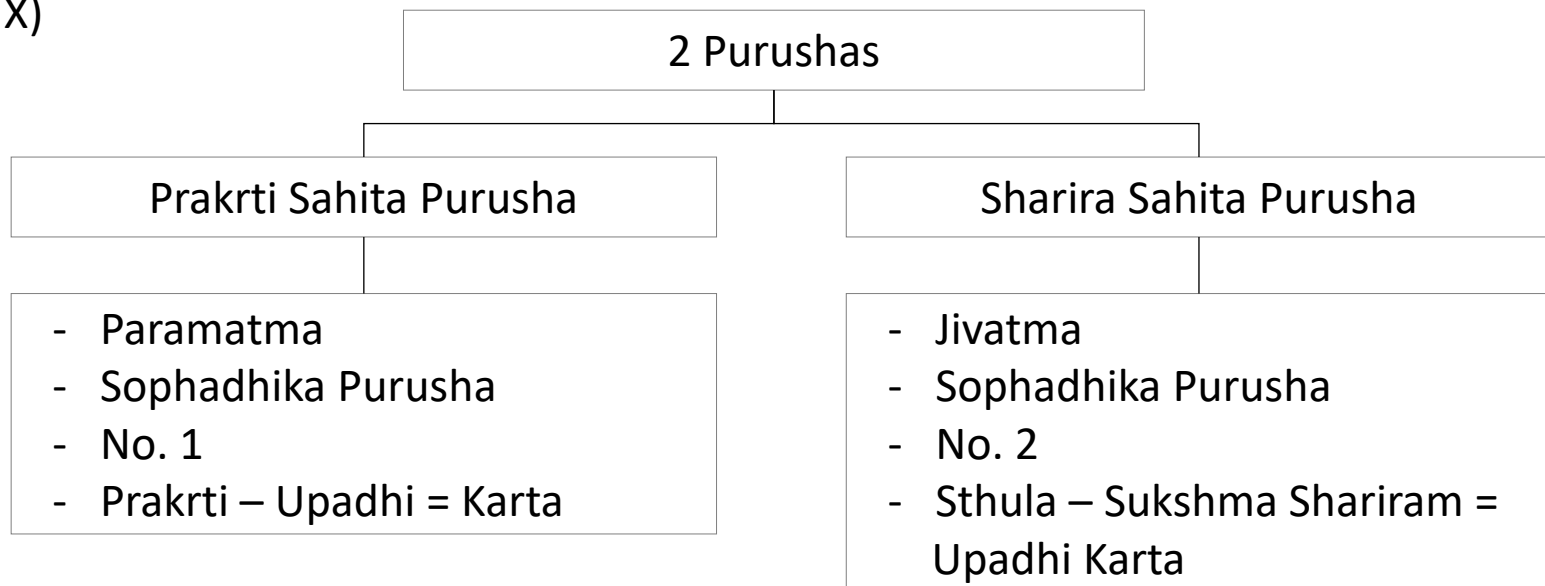 X)
2 Purushas
Prakrti Sahita Purusha
Sharira Sahita Purusha
- Paramatma
- Sophadhika Purusha
- No. 1
- Prakrti – Upadhi = Karta
- Jivatma
- Sophadhika Purusha
- No. 2
- Sthula – Sukshma Shariram =
Upadhi Karta